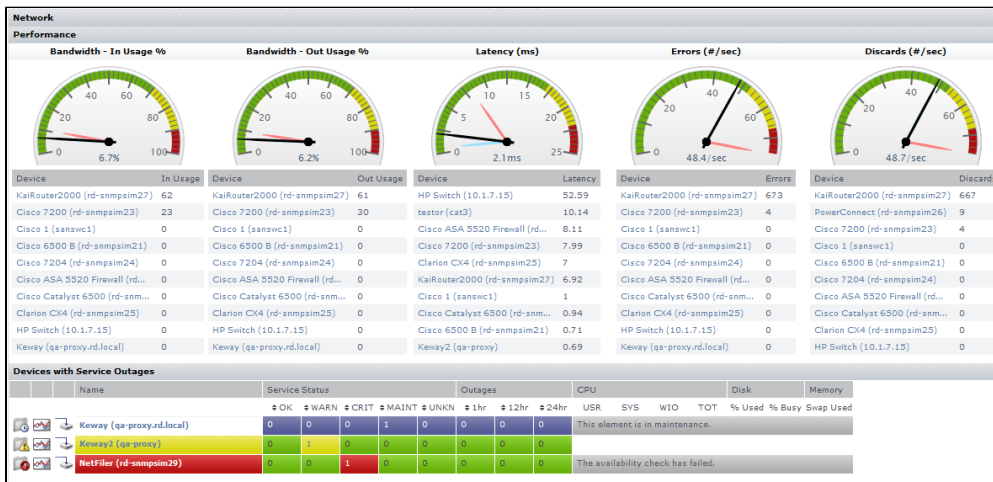 Network
Performance
Bandwidth - In Usage % Bandwidth - Out Usage % Latency (ms) Errors (#/sec) Discards (#/sec)
40 60 40 60 10 15 40 40
20 80 20 80 5 20 20 60 20 60
0 100 0 100 0 25 0 0
6.7% 6.2% 2.1ms 48.4/sec 48.7/sec
Device In Usage Device Out Usage Device Latency Device Errors Device Discard
KaiRouter2000 (rd-snmpsim27) 62 KaiRouter2000 (rd-snmpsim27) 61 HP Switch (10.1.7.15) 52.59 KaiRouter2000 (rd-snmpsim27) 673 KaiRouter2000 (rd-snmpsim27) 667
Cisco 7200 (rd-snmpsim23) 23 Cisco 7200 (rd-snmpsim23) 30 testor (cat3) 10.14 Cisco 7200 (rd-snmpsim23) 4 PowerConnect (rd-snmpsim26) 9
Cisco 1 (sanswc1) 0 Cisco 1 (sanswc1) 0 Cisco ASA 5520 Firewall (rd... 8.11 Cisco 1 (sanswc1) 0 Cisco 7200 (rd-snmpsim23) 4
Cisco 6500 B (rd-snmpsim21) 0 Cisco 6500 B (rd-snmpsim21) 0 Cisco 7200 (rd-snmpsim23) 7.99 Cisco 6500 B (rd-snmpsim21) 0 Cisco 1 (sanswc1) 0
Cisco 7204 (rd-snmpsim24) 0 Cisco 7204 (rd-snmpsim24) 0 Clarion CX4 (rd-snmpsim25) 7 Cisco 7204 (rd-snmpsim24) 0 Cisco 6500 B (rd-snmpsim21) 0
Cisco ASA 5520 Firewall (rd... 0 Cisco ASA 5520 Firewall (rd... 0 KaiRouter2000 (rd-snmpsim27) 6.92 Cisco ASA 5520 Firewall (rd... 0 Cisco 7204 (rd-snmpsim24) 0
Cisco Catalyst 6500 (rd-snm... 0 Cisco Catalyst 6500 (rd-snm... 0 Cisco 1 (sanswc1) 1 Cisco Catalyst 6500 (rd-snm... 0 Cisco ASA 5520 Firewall (rd... 0
Clarion CX4 (rd-snmpsim25) 0 Clarion CX4 (rd-snmpsim25) 0 Cisco Catalyst 6500 (rd-snm... 0.94 Clarion CX4 (rd-snmpsim25) 0 Cisco Catalyst 6500 (rd-snm... 0
HP Switch (10.1.7.15) 0 HP Switch (10.1.7.15) 0 Cisco 6500 B (rd-snmpsim21) 0.71 HP Switch (10.1.7.15) 0 Clarion CX4 (rd-snmpsim25) 0
Keway (qa-proxy.rd.local) 0 Keway (qa-proxy.rd.local) 0 Keway2 (qa-proxy) 0.69 Keway (qa-proxy.rd.local) 0 HP Switch (10.1.7.15) 0
Devices with Service Outages
Name Service Status Outages CPU Disk Memory
OK WARN CRIT MAINT UNKN 1hr 12hr 24hr USR SYS WIO TOT % Used % Busy Swap Used
Keway (qa-proxy.rd.local) 0 0 0 1 0 0 0 0 This element is in maintenance.
Keway2 (qa-proxy) 0 1 0 0 0 0 0 0
NetFiler (rd-snmpsim29) 0 0 1 0 0 0 0 0 The availability check has failed.